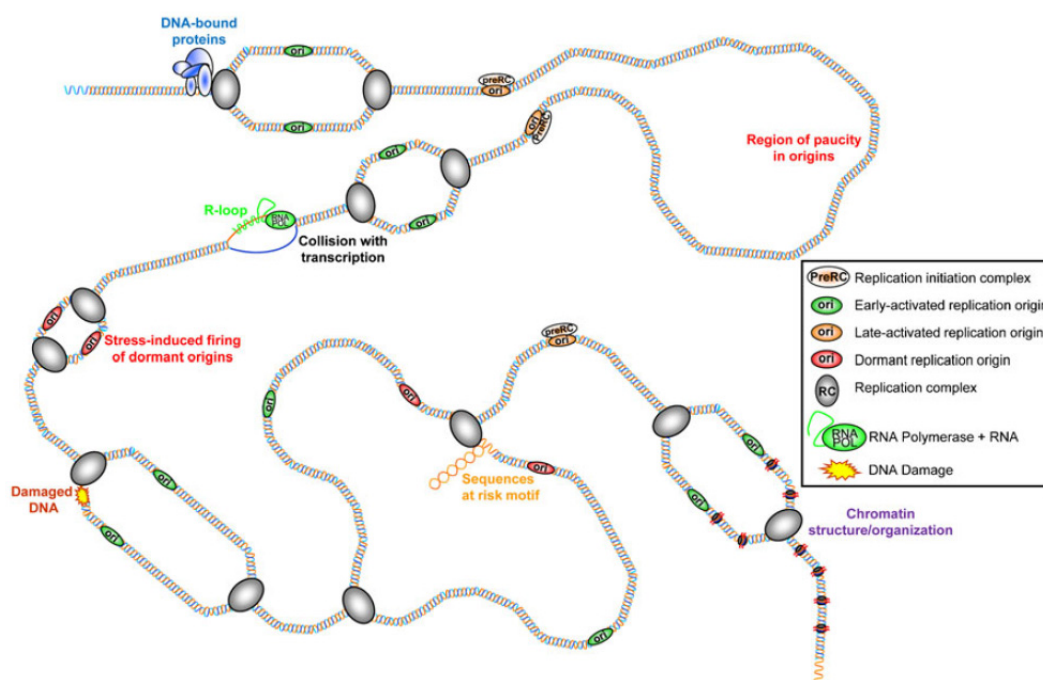 DNA-bound
proteins
ori
ori
preRC
ori
ori
PreRC
Region of paucity
in origins
ori
ori
R-loop
RNA
POL
Collision with
transcription
ori
ori
Stress-induced firing
of dormant origins
preRC
ori
ori
ori
ori
ori
ori
Sequences
at risk motif
ori
ori
Damaged
DNA
ori
Chromatin
structure/organization
ori
PreRC Replication initiation complex
ori Early-activated replication origin
ori Late-activated replication origin
ori Dormant replication origin
RC Replication complex
RNA
POL RNA Polymerase + RNA
DNA Damage